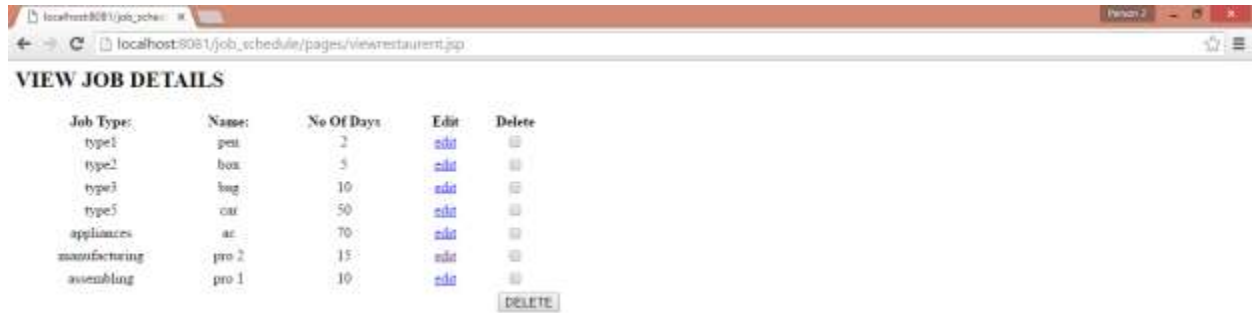 localhost:8081/job_sche
Person 2
localhost:8081/job_schedule/pages/viewrestaurent.jsp
VIEW JOB DETAILS
Job Type: Name: No Of Days Edit Delete
type1 pen 2 edit
type2 box 5 edit
type3 bag 10 edit
type5 car 50 edit
appliances ac 70 edit
manufacturing pro 2 15 edit
assembling pro 1 10 edit
DELETE